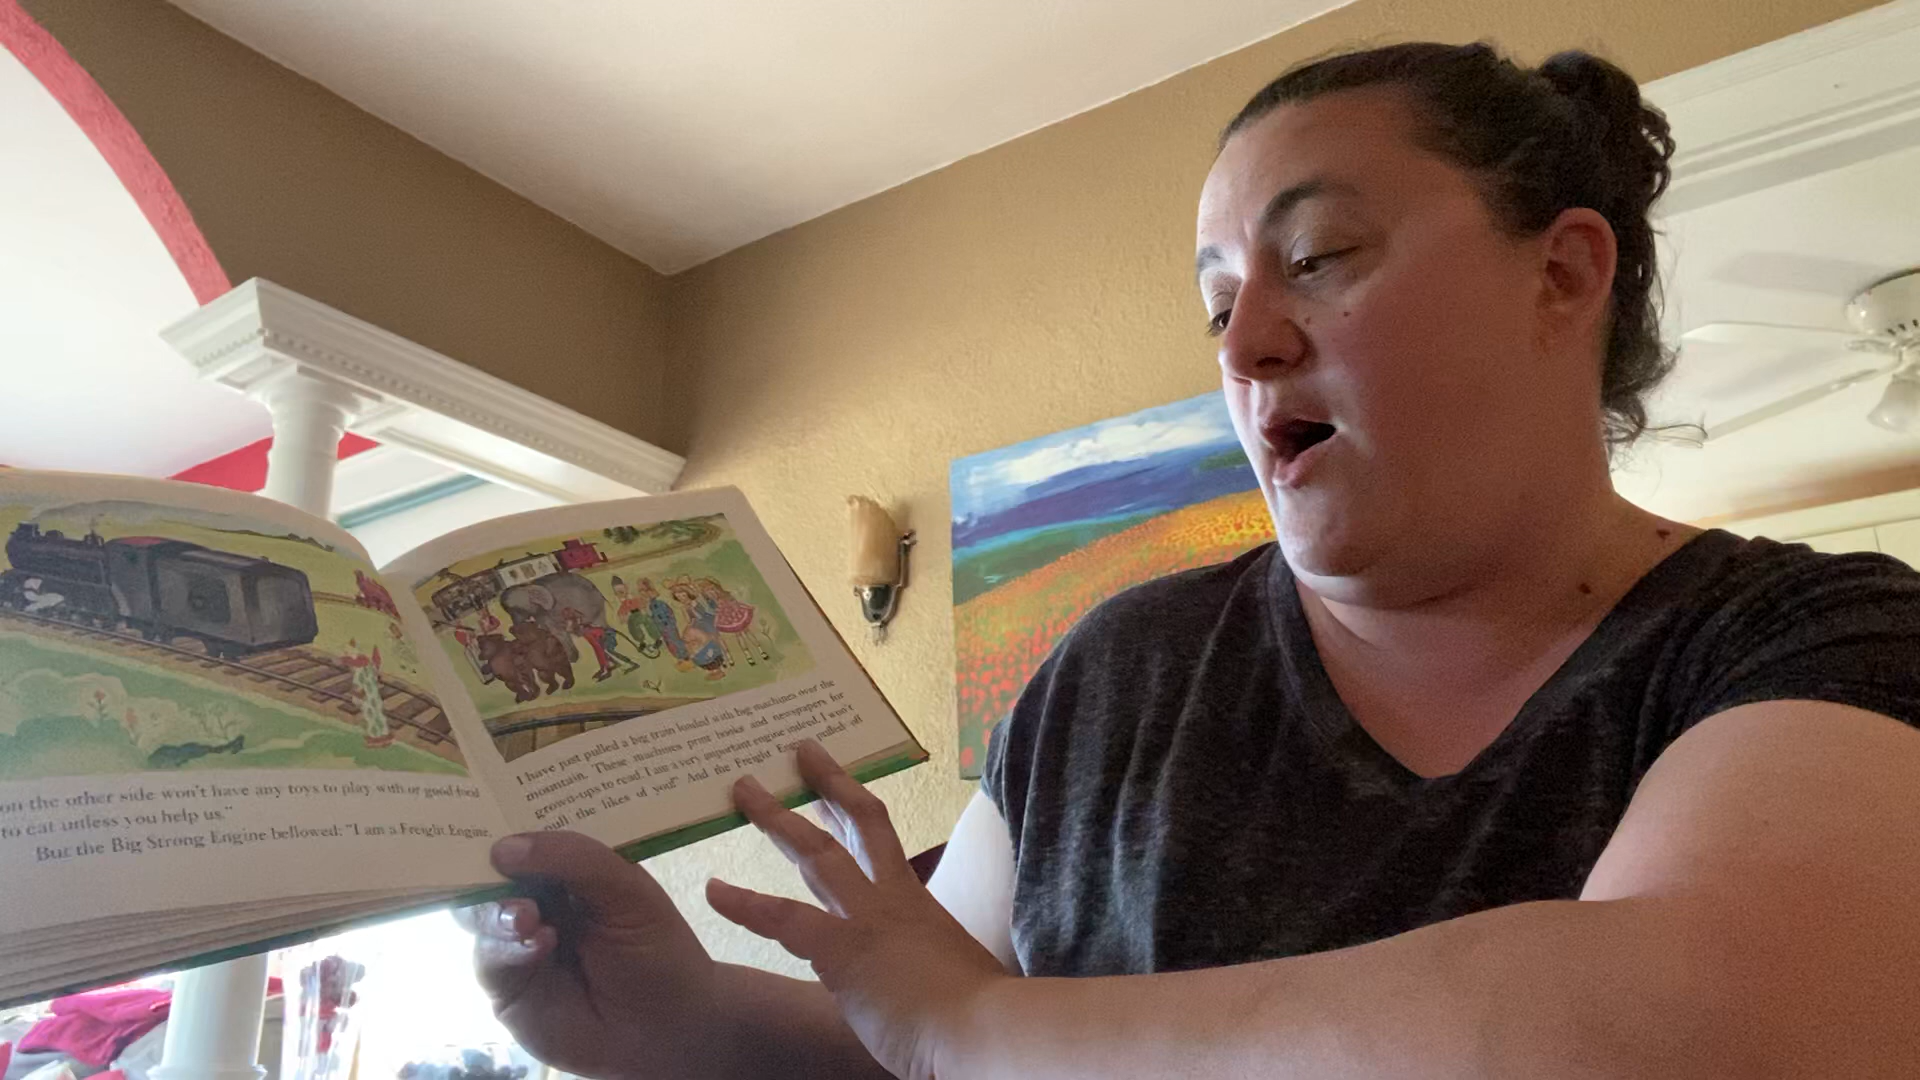 on the other side won't have any toys to play with or good food
to eat unless you help us."
But the Big Strong Engine bellowed: "I am a Freight Engine.
I have just pulled a big train loaded with big machines over the
mountain. These machines print books and newspapers for
grown-ups to read. I am a very important engine indeed. I won't
pull the likes of you!" And the Freight Engine puffed off